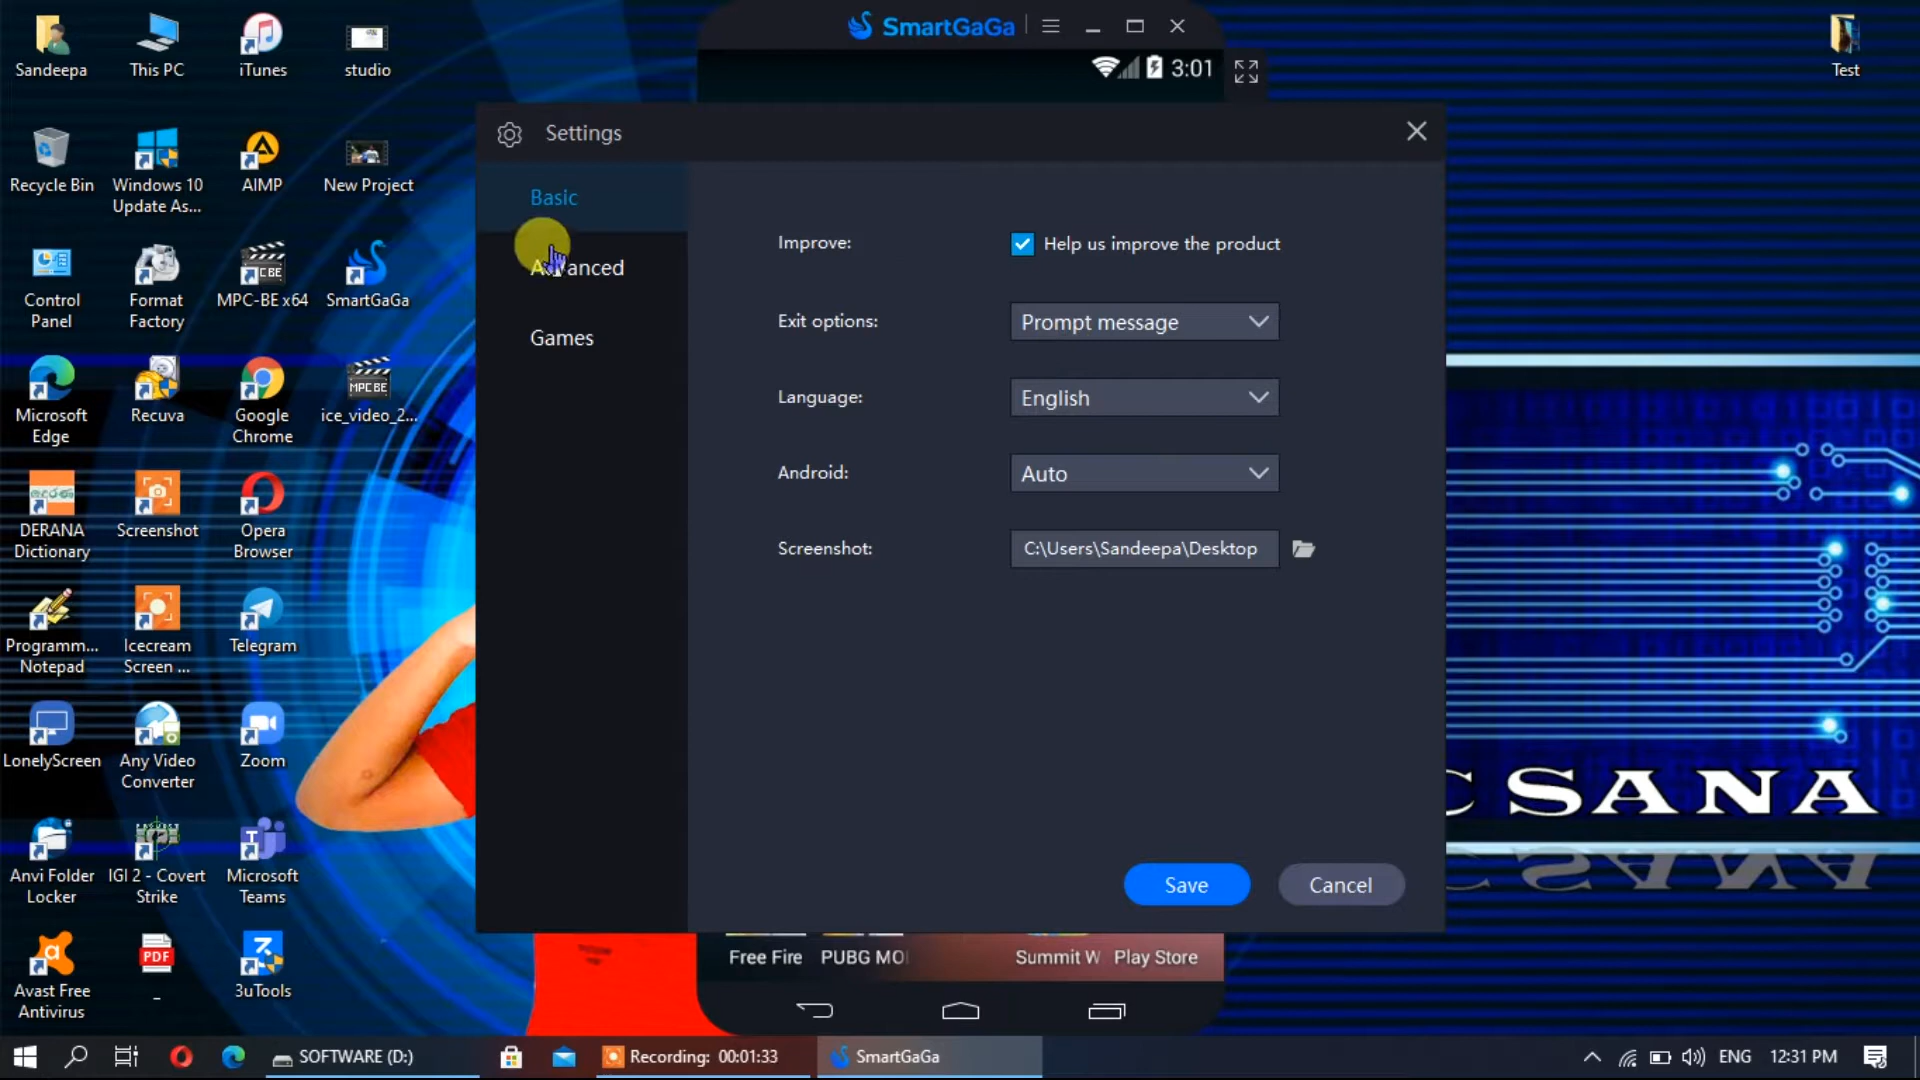 Sandeepa
This PC
iTunes
studio
Test
Recycle Bin
Windows 10
Update As...
AIMP
New Project
Control
Panel
Format
Factory
CBE
MPC-BE x64
SmartGaGa
Microsoft
Edge
Recuva
Google
Chrome
MPC BE
ice_video_2...
DERANA
Dictionary
Screenshot
Opera
Browser
Programm...
Notepad
Icecream
Screen ...
Telegram
LonelyScreen
Any Video
Converter
Zoom
Anvi Folder
Locker
IGI 2 - Covert
Strike
Microsoft
Teams
Avast Free
Antivirus
PDF
_
3uTools
SmartGaGa
3:01
Settings
Basic
Advanced
Games
Improve:
Help us improve the product
Exit options:
Prompt message
Language:
English
Android:
Auto
Screenshot:
C:\Users\Sandeepa\Desktop
Save
Cancel
Free Fire
PUBG MO
Summit W
Play Store
C SANA
SOFTWARE (D:)
Recording: 00:01:33
SmartGaGa
ENG
12:31 PM